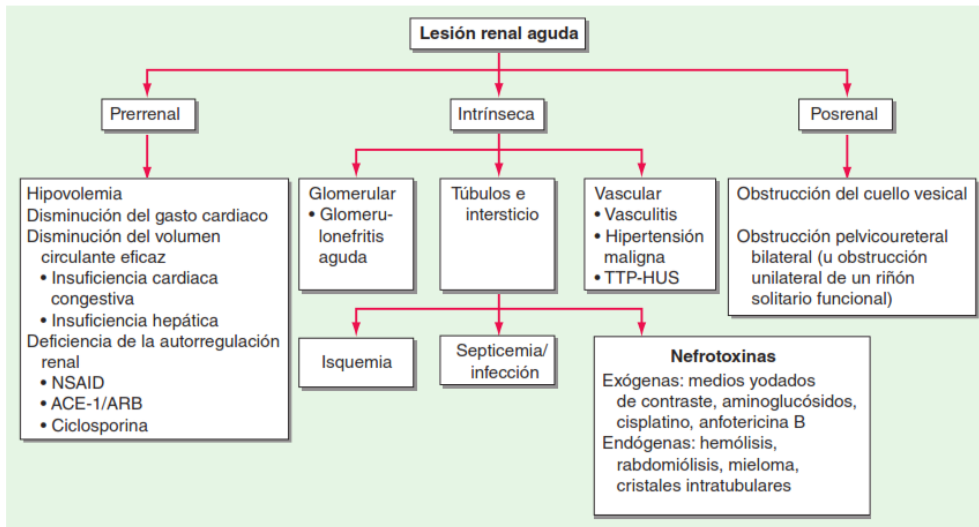 Lesión renal aguda
Prerrenal
Intrínseca
Posrenal
Hipovolemia
Disminución del gasto cardiaco
Disminución del volumen
circulante eficaz
• Insuficiencia cardiaca
congestiva
• Insuficiencia hepática
Deficiencia de la autorregulación
renal
• NSAID
• ACE-1/ARB
• Ciclosporina
Glomerular
• Glomeru-
lonefritis
aguda
Túbulos e
intersticio
Vascular
• Vasculitis
• Hipertensión
maligna
• TTP-HUS
Obstrucción del cuello vesical
Obstrucción pelvicoureteral
bilateral (u obstrucción
unilateral de un riñón
solitario funcional)
Isquemia
Septicemia/
infección
Nefrotoxinas
Exógenas: medios yodados
de contraste, aminoglucósidos,
cisplatino, anfotericina B
Endógenas: hemólisis,
rabdomiólisis, mieloma,
cristales intratubulares